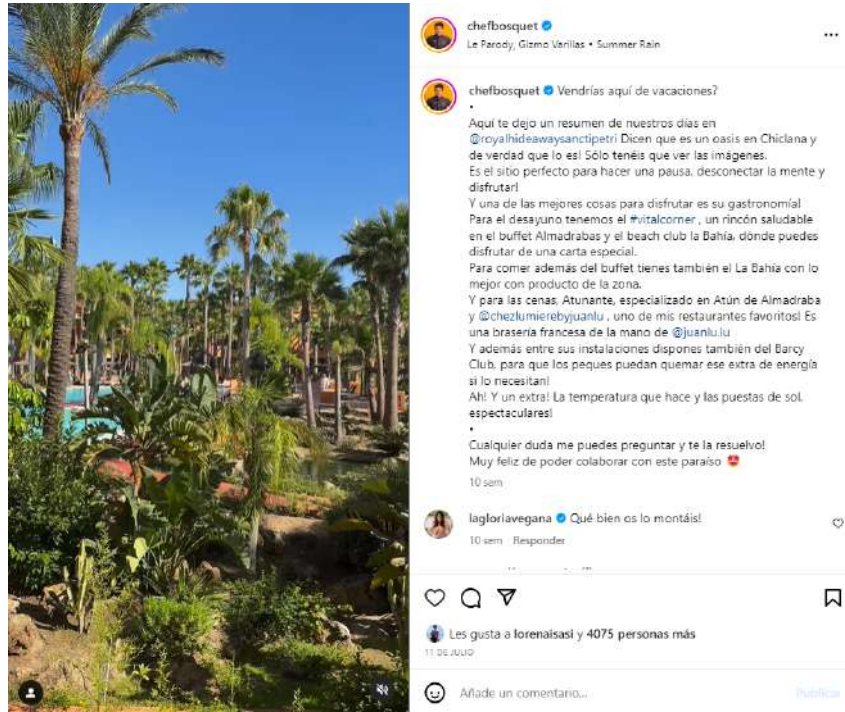 chefbosquet
Le Parody, Gizmo Varillas • Summer Rain
chefbosquet Vendrías aquí de vacaciones?
•
Aquí te dejo un resumen de nuestros días en
@royalhideawaysanctipetri Dicen que es un oasis en Chiclana y
de verdad que lo es! Sólo tenéis que ver las imágenes.
Es el sitio perfecto para hacer una pausa, desconectar la mente y
disfrutar!
Y una de las mejores cosas para disfrutar es su gastronomía!
Para el desayuno tenemos el #vitalcorner , un rincón saludable
en el buffet Almadrabas y el beach club la Bahía, dónde puedes
disfrutar de una carta especial.
Para comer además del buffet tienes también el La Bahía con lo
mejor con producto de la zona.
Y para las cenas, Atunante, especializado en Atún de Almadraba
y @chezlumierebyjuanlu , uno de mis restaurantes favoritos! Es
una brasería francesa de la mano de @juanlu.lu
Y además entre sus instalaciones dispones también del Barcy
Club, para que los peques puedan quemar ese extra de energía
si lo necesitan!
Ah! Y un extra! La temperatura que hace y las puestas de sol,
espectaculares!
•
Cualquier duda me puedes preguntar y te la resuelvo!
Muy feliz de poder colaborar con este paraíso 😍
10 sem
lagloriavegana Qué bien os lo montáis!
10 sem Responder
Les gusta a lorenaisasi y 4075 personas más
11 DE JULIO
Añade un comentario...
Publicar